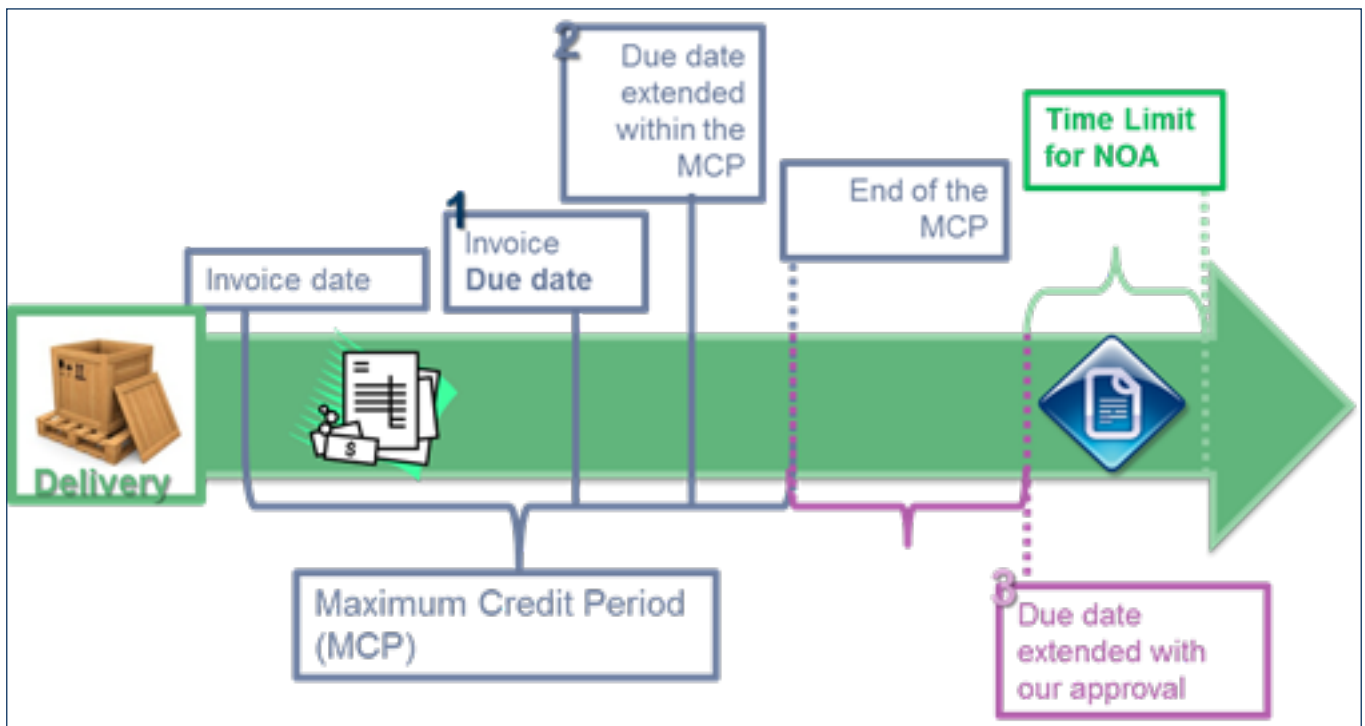 2
Due date
extended
within the
MCP
Time Limit
for NOA
End of the
MCP
1
Invoice
Due date
Invoice date
$
Delivery
Maximum Credit Period
(MCP)
3
Due date
extended with
our approval